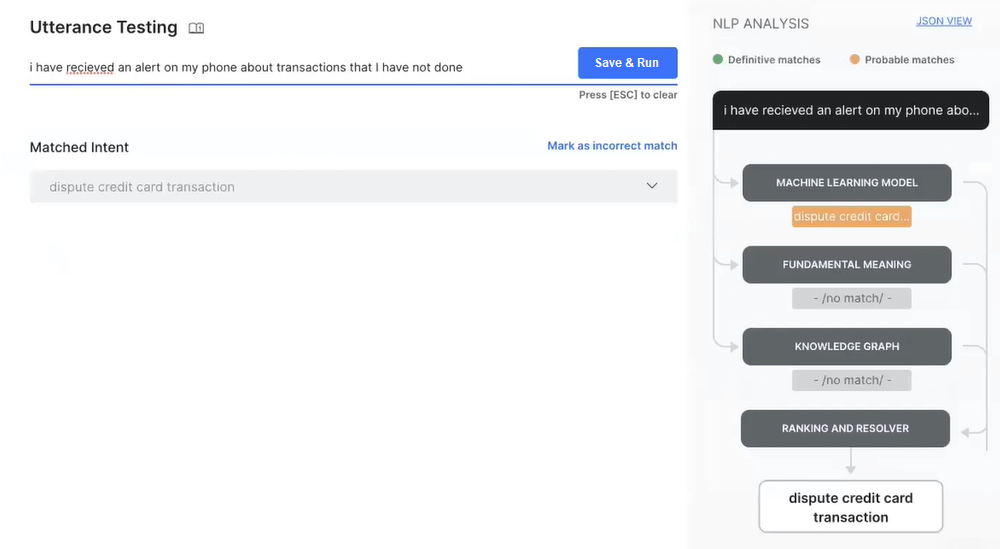 Utterance Testing
i have recieved an alert on my phone about transactions that I have not done
Save & Run
Press [ESC] to clear
Matched Intent
Mark as incorrect match
dispute credit card transaction
NLP ANALYSIS
JSON VIEW
Definitive matches
Probable matches
i have recieved an alert on my phone abo...
MACHINE LEARNING MODEL
dispute credit card...
FUNDAMENTAL MEANING
- /no match/ -
KNOWLEDGE GRAPH
- /no match/ -
RANKING AND RESOLVER
dispute credit card
transaction